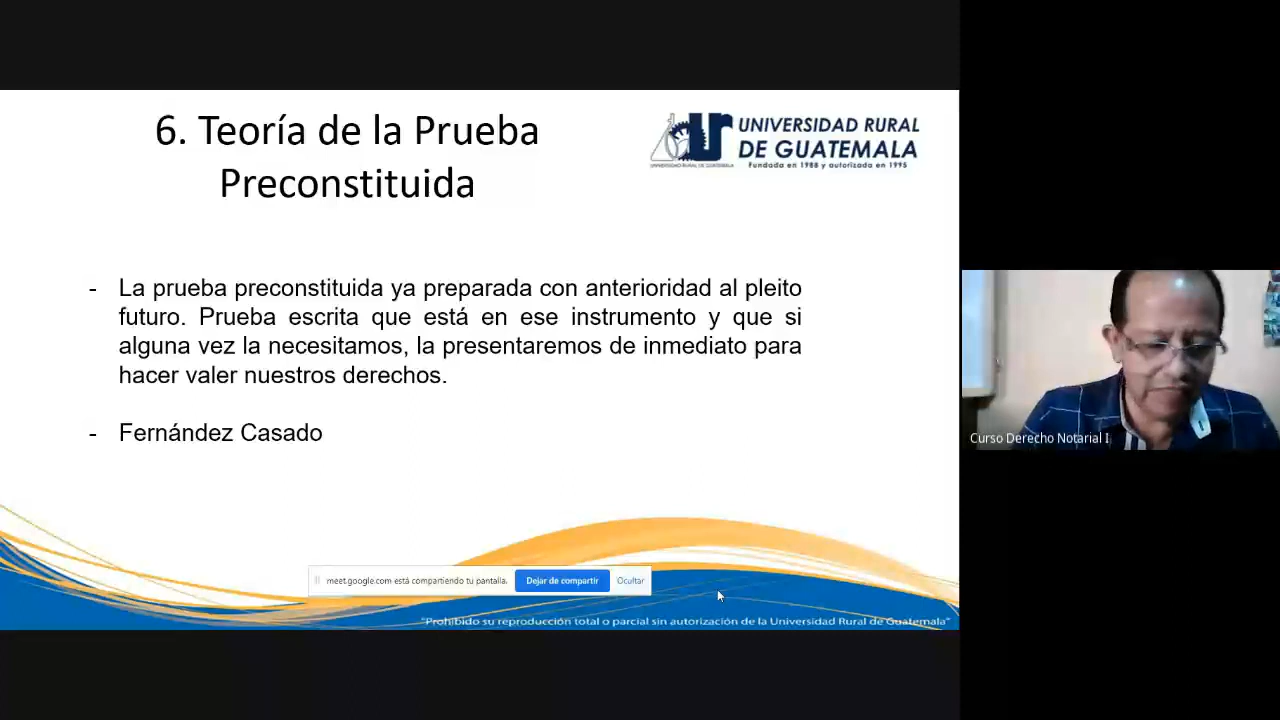 6. Teoría de la Prueba
Preconstituida
UNIVERSIDAD RURAL
DE GUATEMALA
Fundada en 1988 y autorizada en 1995
UNIVERSIDAD RURAL DE GUATEMALA
- La prueba preconstituida ya preparada con anterioridad al pleito
futuro. Prueba escrita que está en ese instrumento y que si
alguna vez la necesitamos, la presentaremos de inmediato para
hacer valer nuestros derechos.
- Fernández Casado
Curso Derecho Notarial I
meet.google.com está compartiendo tu pantalla.
Dejar de compartir
Ocultar
"Prohibido su reproducción total o parcial sin autorización de la Universidad Rural de Guatemala"